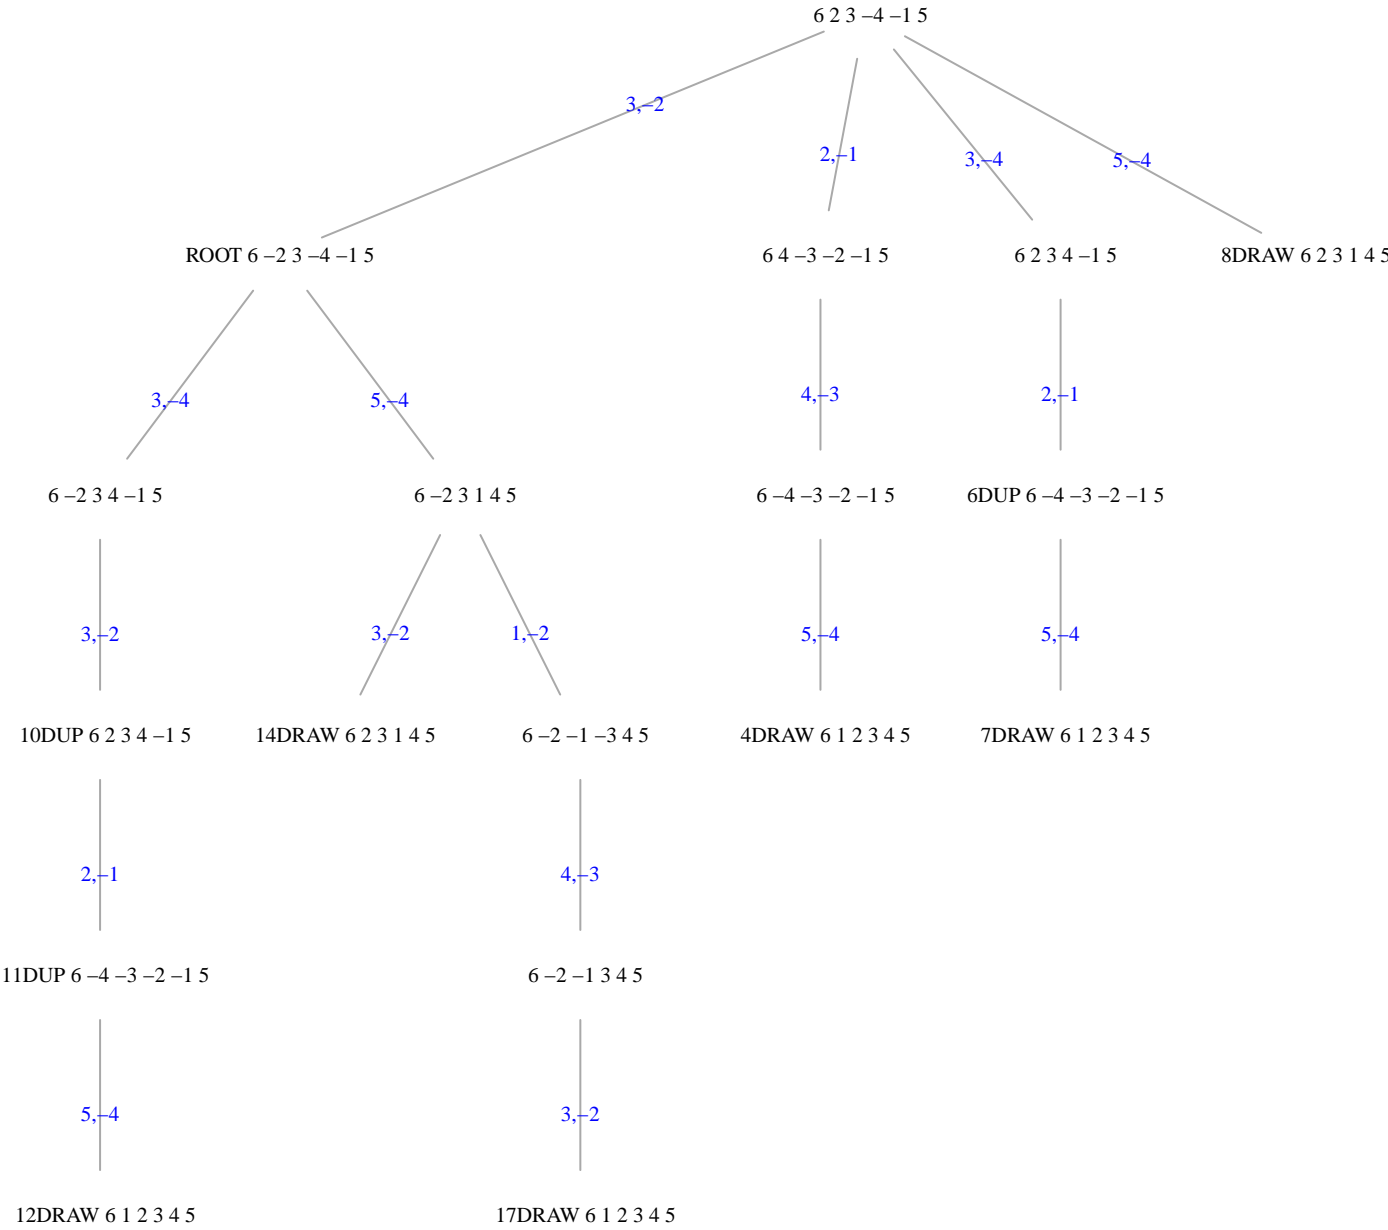 6 2 3 –4 –1 5
3,–2
2,–1
3,–4
5,–4
ROOT 6 –2 3 –4 –1 5
6 4 –3 –2 –1 5
6 2 3 4 –1 5
8DRAW 6 2 3 1 4 5
3,–4
5,–4
4,–3
2,–1
6 –2 3 4 –1 5
6 –2 3 1 4 5
6 –4 –3 –2 –1 5
6DUP 6 –4 –3 –2 –1 5
3,–2
3,–2
1,–2
5,–4
5,–4
10DUP 6 2 3 4 –1 5
14DRAW 6 2 3 1 4 5
6 –2 –1 –3 4 5
4DRAW 6 1 2 3 4 5
7DRAW 6 1 2 3 4 5
2,–1
4,–3
11DUP 6 –4 –3 –2 –1 5
6 –2 –1 3 4 5
5,–4
3,–2
12DRAW 6 1 2 3 4 5
17DRAW 6 1 2 3 4 5